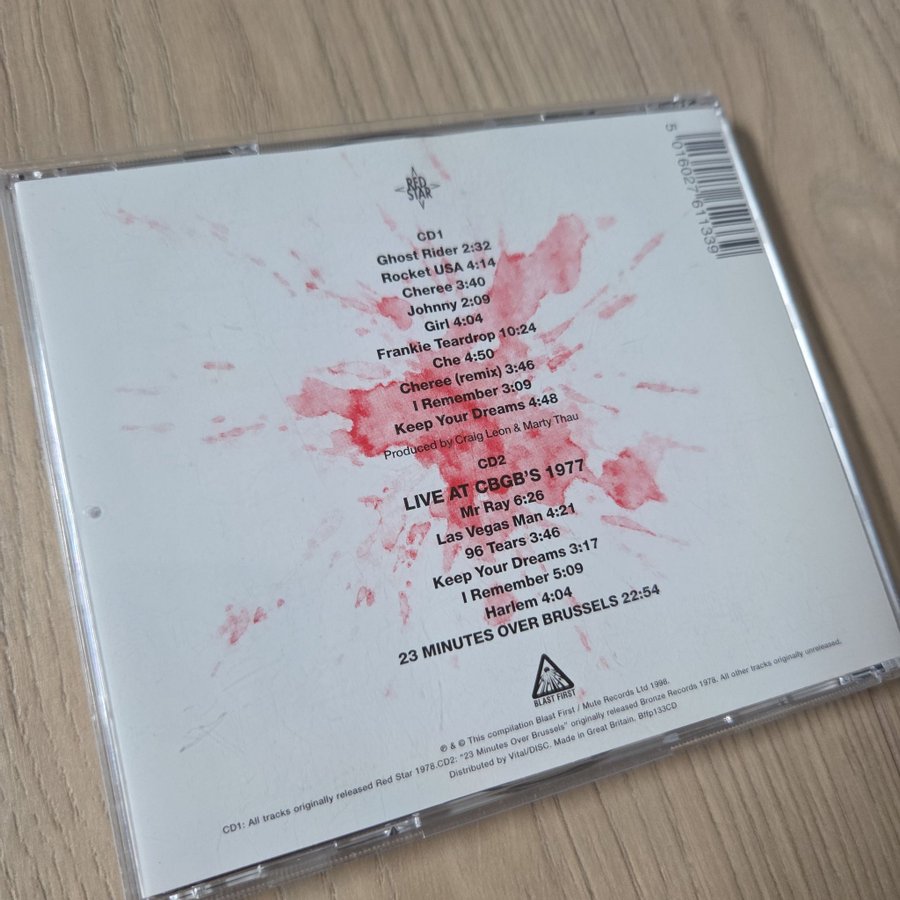 RED
STAR
CD1
Ghost Rider 2:32
Rocket USA 4:14
Cheree 3:40
Johnny 2:09
Girl 4:04
Frankie Teardrop 10:24
Che 4:50
Cheree (remix) 3:46
I Remember 3:09
Keep Your Dreams 4:48
Produced by Craig Leon & Marty Thau
CD2
LIVE AT CBGB'S 1977
Mr Ray 6:26
Las Vegas Man 4:21
96 Tears 3:46
Keep Your Dreams 3:17
I Remember 5:09
Harlem 4:04
23 MINUTES OVER BRUSSELS 22:54
BLAST FIRST
℗ & © This compilation Blast First / Mute Records Ltd 1998.
CD1: All tracks originally released Red Star 1978.CD2: "23 Minutes Over Brussels" originally released Bronze Records 1978. All other tracks originally unreleased.
Distributed by Vital/DISC. Made in Great Britain. Bffp133CD
5 016027 611339